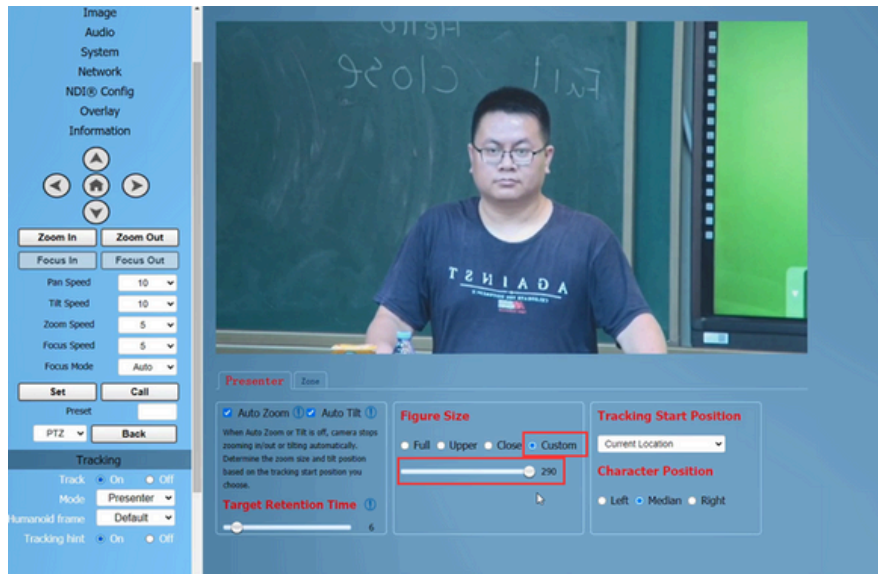 Image
Audio
System
Network
NDI® Config
Overlay
Information
Zoom In Zoom Out
Focus In Focus Out
Pan Speed 10
Tilt Speed 10
Zoom Speed 5
Focus Speed 5
Focus Mode Auto
Set Call
Preset
PTZ Back
Tracking
Track On Off
Mode Presenter
Humanoid frame Default
Tracking hint On Off
Hello
Full close
AGAINST
Presenter Zone
Auto Zoom Auto Tilt
When Auto Zoom or Tilt is off, camera stops
zooming in/out or tilting automatically.
Determine the zoom size and tilt position
based on the tracking start position you
choose.
Target Retention Time
6
Figure Size
Full Upper Close Custom
290
Tracking Start Position
Current Location
Character Position
Left Median Right